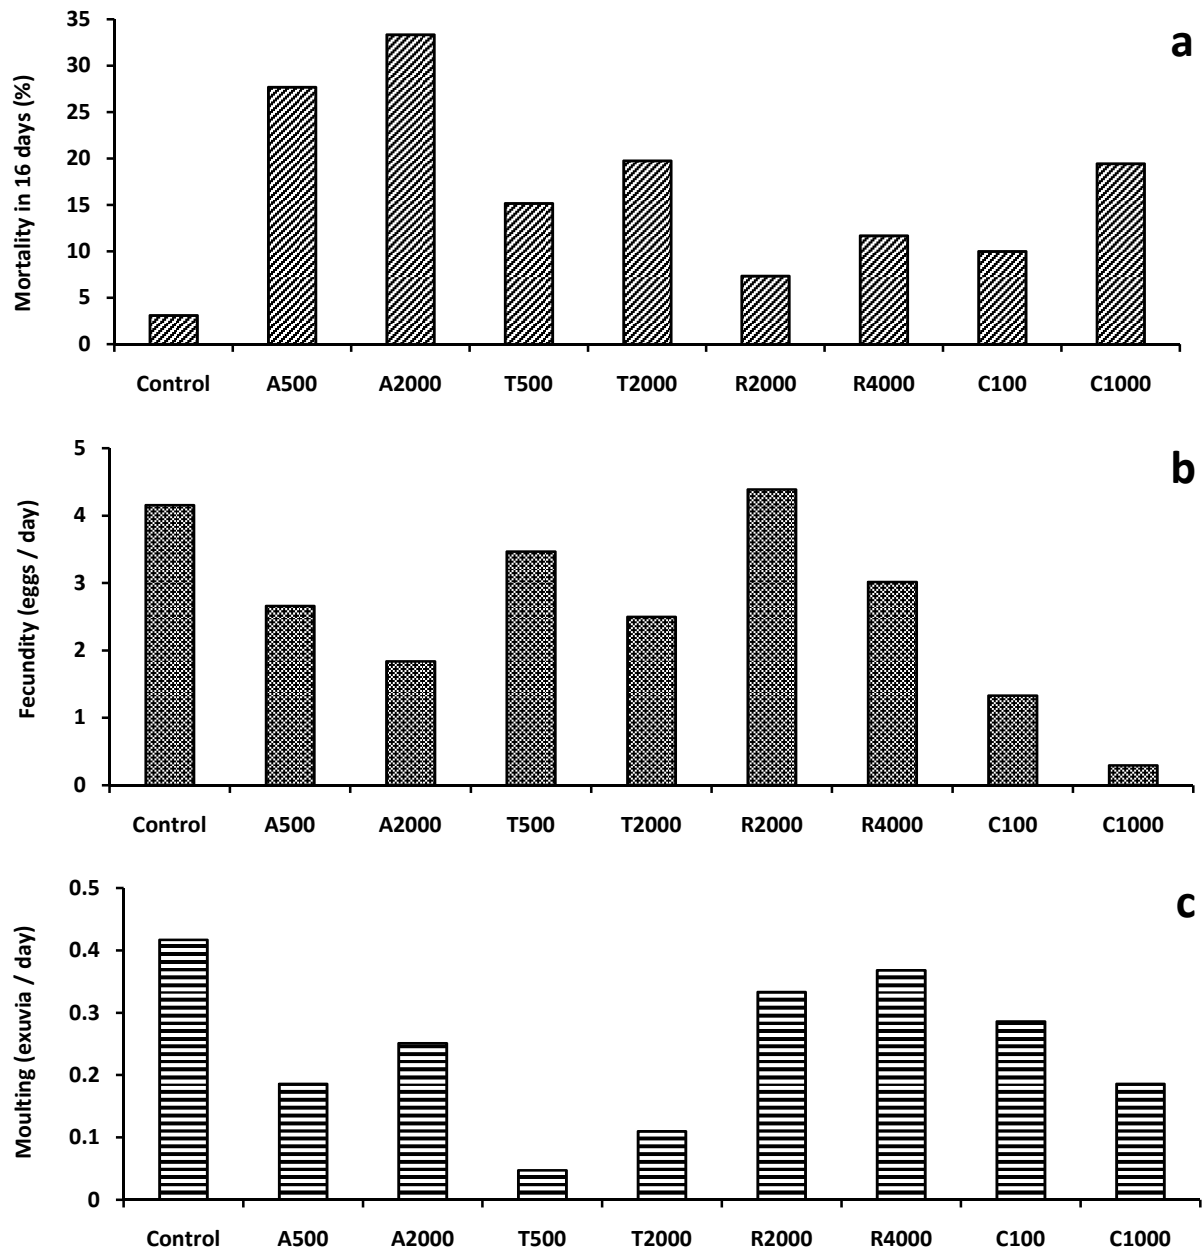 a
Mortality in 16 days (%)
35
30
25
20
15
10
5
0
Control A500 A2000 T500 T2000 R2000 R4000 C100 C1000
b
Fecundity (eggs / day)
5
4
3
2
1
0
Control A500 A2000 T500 T2000 R2000 R4000 C100 C1000
c
Moulting (exuvia / day)
0.5
0.4
0.3
0.2
0.1
0
Control A500 A2000 T500 T2000 R2000 R4000 C100 C1000